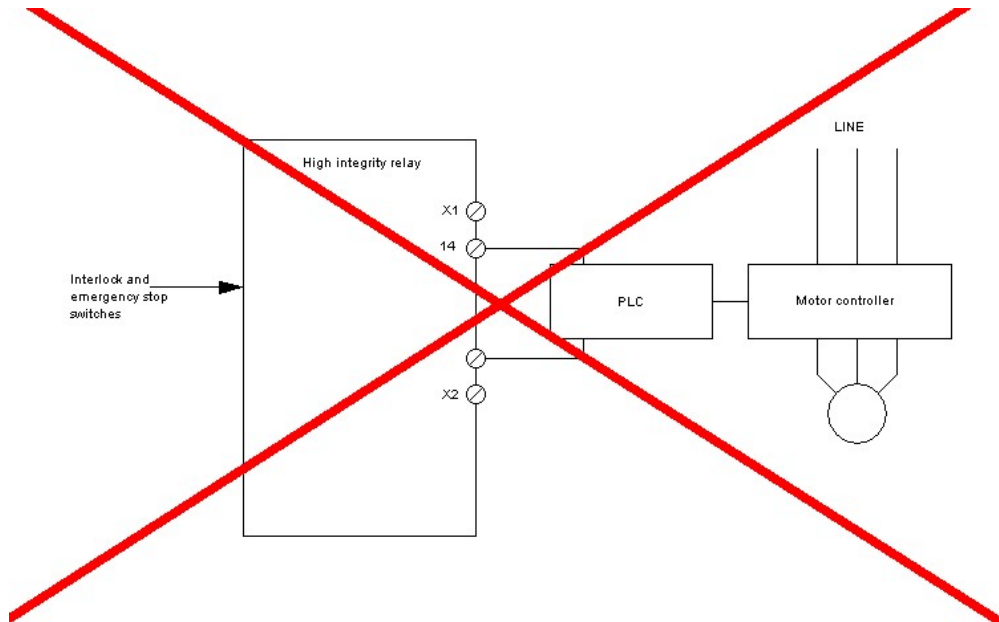 LINE
High integrity relay
X1
14
Interlock and
emergency stop
switches
PLC
Motor controller
X2